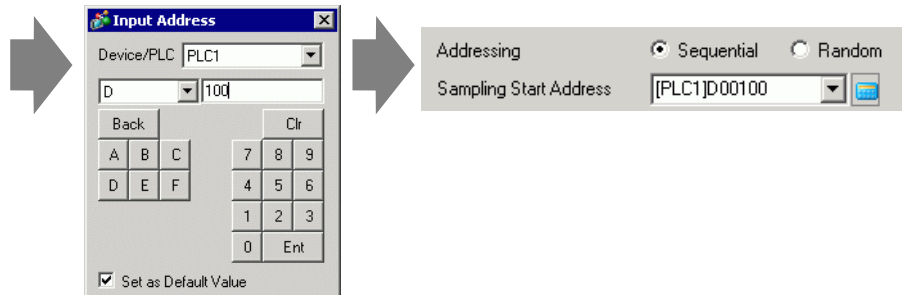 Input Address
Device/PLC PLC1
D 100
Back Clr
A B C 7 8 9
D E F 4 5 6
1 2 3
0 Ent
Set as Default Value
Addressing Sequential Random
Sampling Start Address [PLC1]D00100